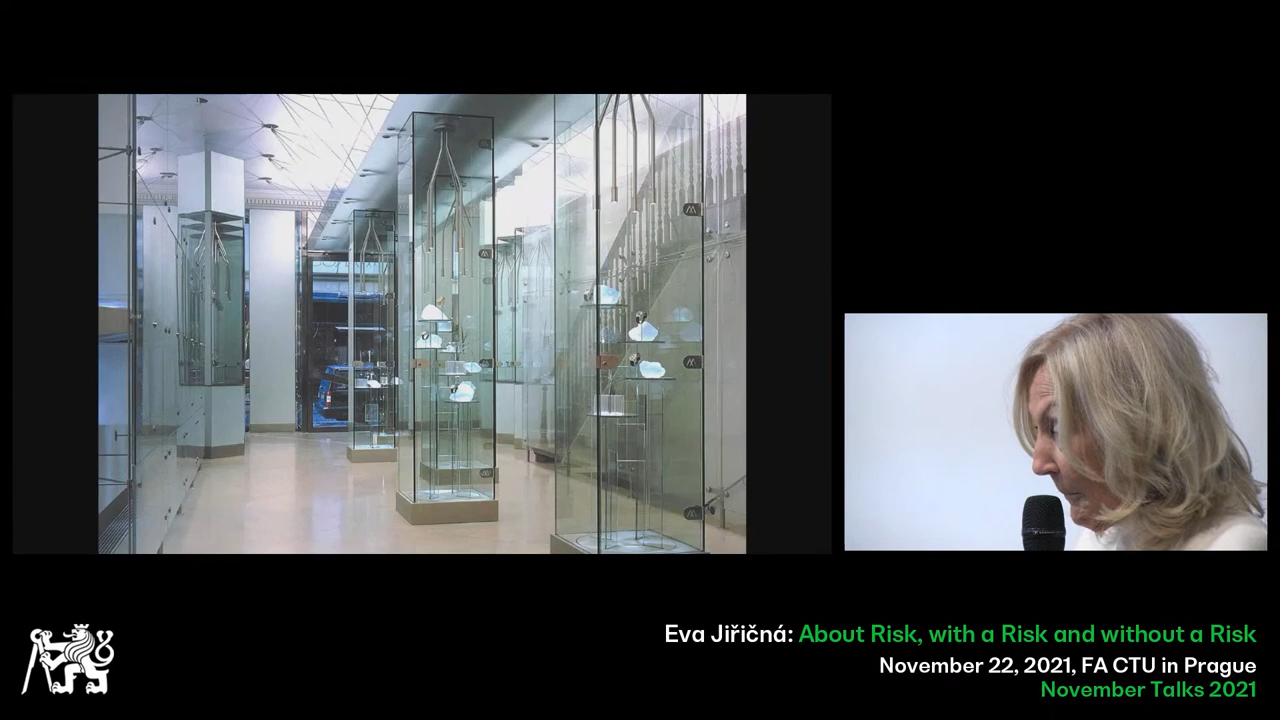 Eva Jiřičná: About Risk, with a Risk and without a Risk
November 22, 2021, FA CTU in Prague
November Talks 2021